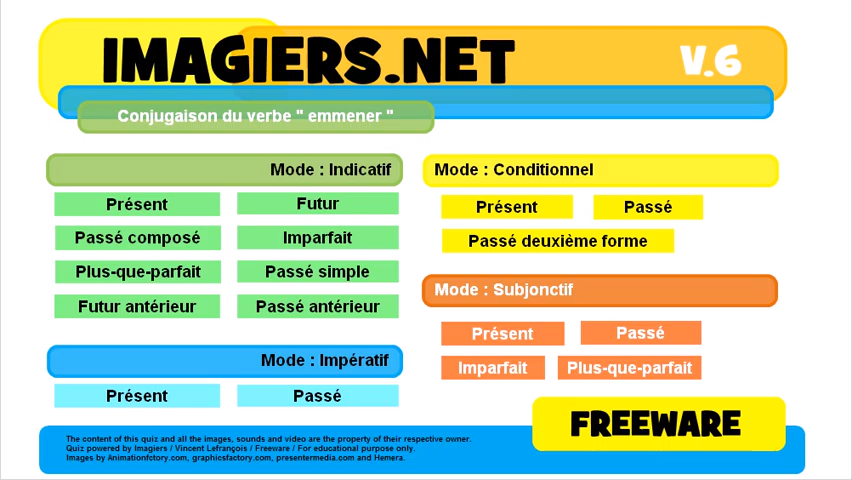 IMAGIERS.NET
V.6
Conjugaison du verbe " emmener "
Mode : Indicatif
Présent
Futur
Passé composé
Imparfait
Plus-que-parfait
Passé simple
Futur antérieur
Passé antérieur
Mode : Impératif
Présent
Passé
Mode : Conditionnel
Présent
Passé
Passé deuxième forme
Mode : Subjonctif
Présent
Passé
Imparfait
Plus-que-parfait
FREEWARE
The content of this quiz and all the images, sounds and video are the property of their respective owner.
Quiz powered by Imagiers / Vincent Lefrançois / Freeware / For educational purpose only.
Images by Animationfctory.com, graphicsfactory.com, presentermedia.com and Hemera.